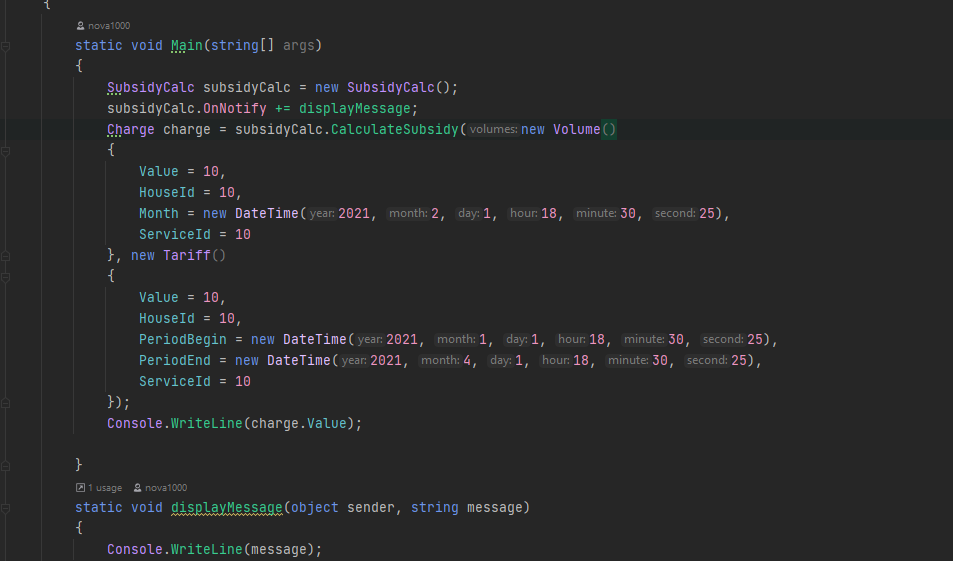 {
nova1000
static void Main(string[] args)
{
SubsidyCalc subsidyCalc = new SubsidyCalc();
subsidyCalc.OnNotify += displayMessage;
Charge charge = subsidyCalc.CalculateSubsidy( volumes: new Volume()
{
Value = 10,
HouseId = 10,
Month = new DateTime( year: 2021, month: 2, day: 1, hour: 18, minute: 30, second: 25),
ServiceId = 10
}, new Tariff()
{
Value = 10,
HouseId = 10,
PeriodBegin = new DateTime( year: 2021, month: 1, day: 1, hour: 18, minute: 30, second: 25),
PeriodEnd = new DateTime( year: 2021, month: 4, day: 1, hour: 18, minute: 30, second: 25),
ServiceId = 10
});
Console.WriteLine(charge.Value);
}
1 usage nova1000
static void displayMessage(object sender, string message)
{
Console.WriteLine(message);